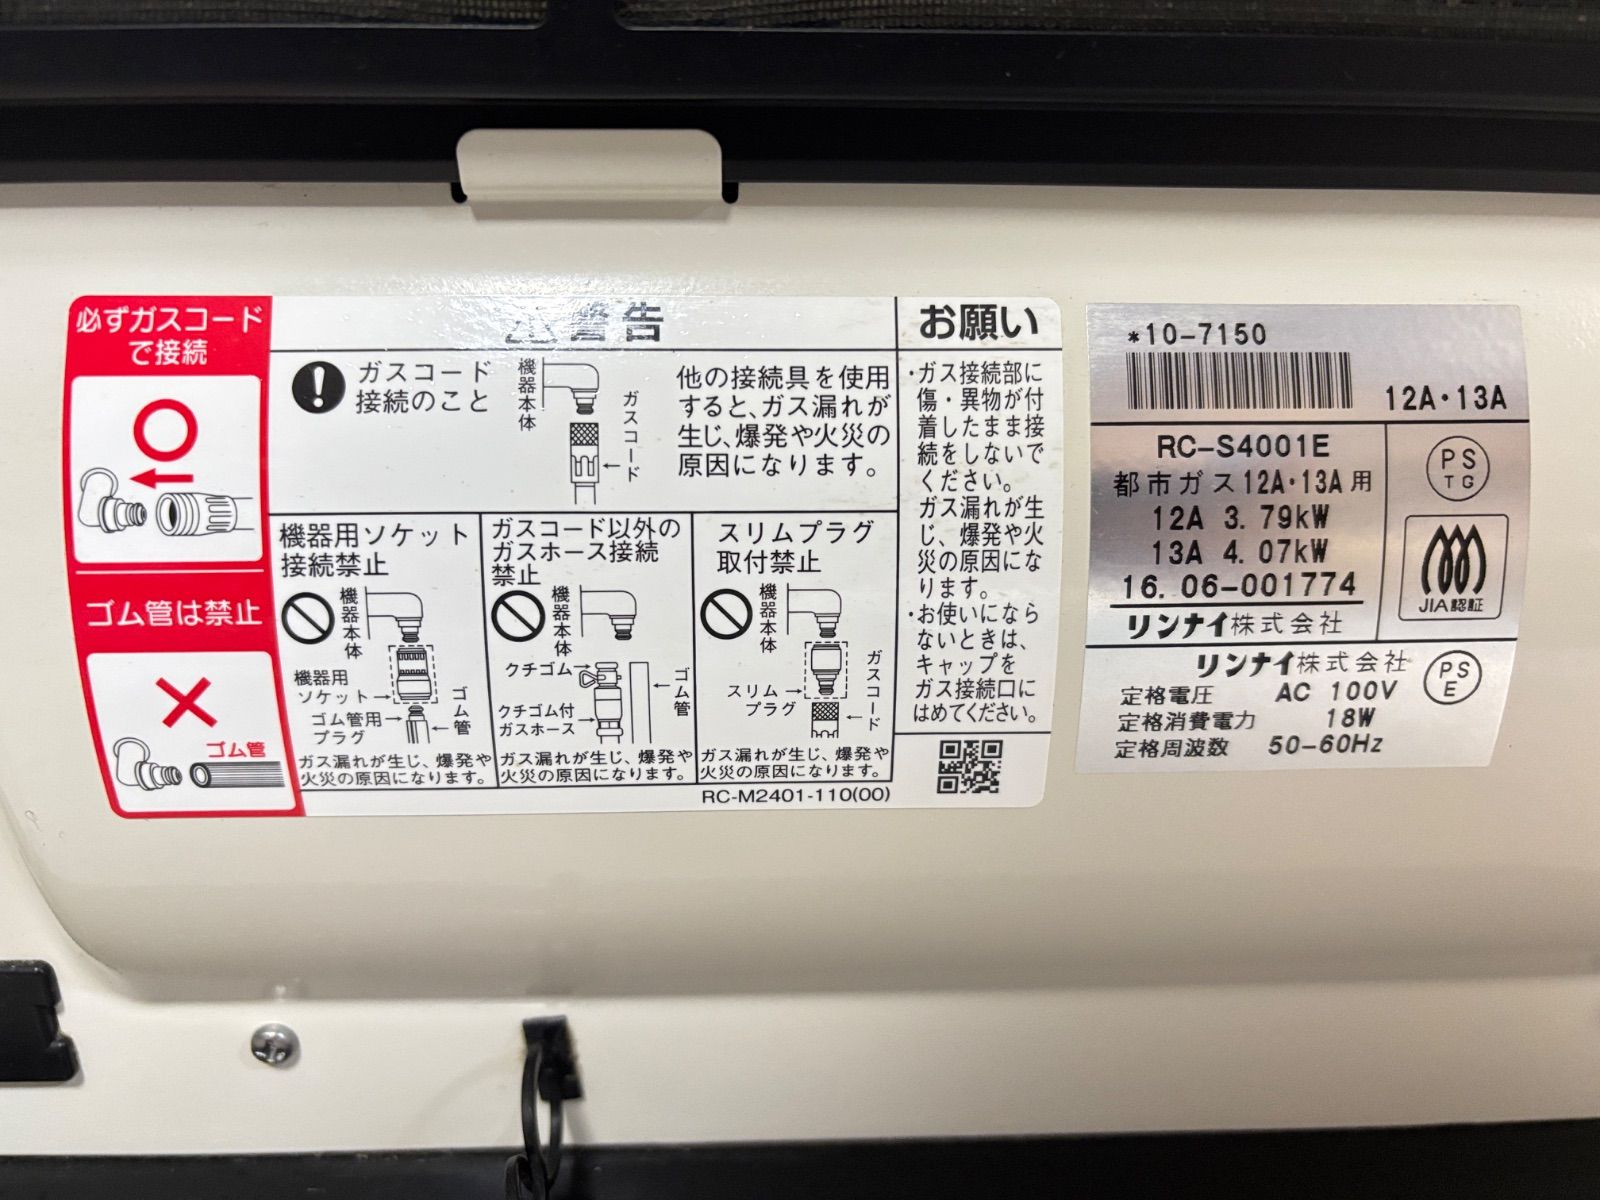 必ずガスコード
で接続
ゴム管は禁止
ゴム管
警告
ガスコード
接続のこと
機器本体
ガスコード
他の接続具を使用
すると、ガス漏れが
生じ、爆発や火災の
原因になります。
機器用ソケット
接続禁止
機器本体
機器用
ソケット
ゴム管用
プラグ
ゴム管
ガス漏れが生じ、爆発や
火災の原因になります。
ガスコード以外の
ガスホース接続
禁止
機器本体
クチゴム
クチゴム付
ガスホース
ゴム管
ガス漏れが生じ、爆発や
火災の原因になります。
スリムプラグ
取付禁止
機器本体
スリム
プラグ
ガスコード
ガス漏れが生じ、爆発や
火災の原因になります。
RC-M2401-110(00)
お願い
・ガス接続部に
傷・異物が付
着したまま接
続をしないで
ください。
ガス漏れが生
じ、爆発や火
災の原因にな
ります。
・お使いになら
ないときは、
キャップを
ガス接続口に
はめてください。
*10-7150
12A・13A
RC-S4001E
都市ガス12A・13A用
12A 3.79kW
13A 4.07kW
16.06-001774
リンナイ株式会社
PS
TG
JIA認証
リンナイ株式会社
定格電圧 AC 100V
定格消費電力 18W
定格周波数 50-60Hz
PS
E